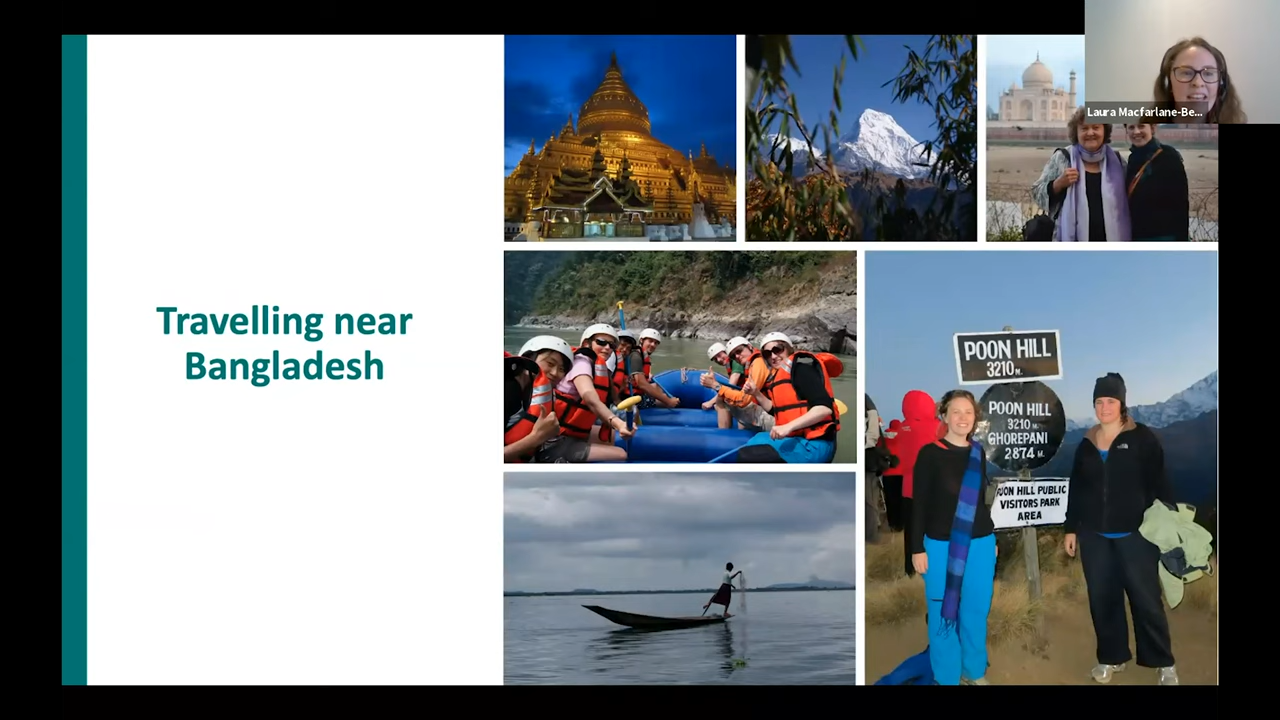 Laura Macfarlane-Be...
Travelling near
Bangladesh
POON HILL
3210 M.
POON HILL
3210 M.
GHOREPANI
2874 M.
POON HILL PUBLIC
VISITORS PARK
AREA